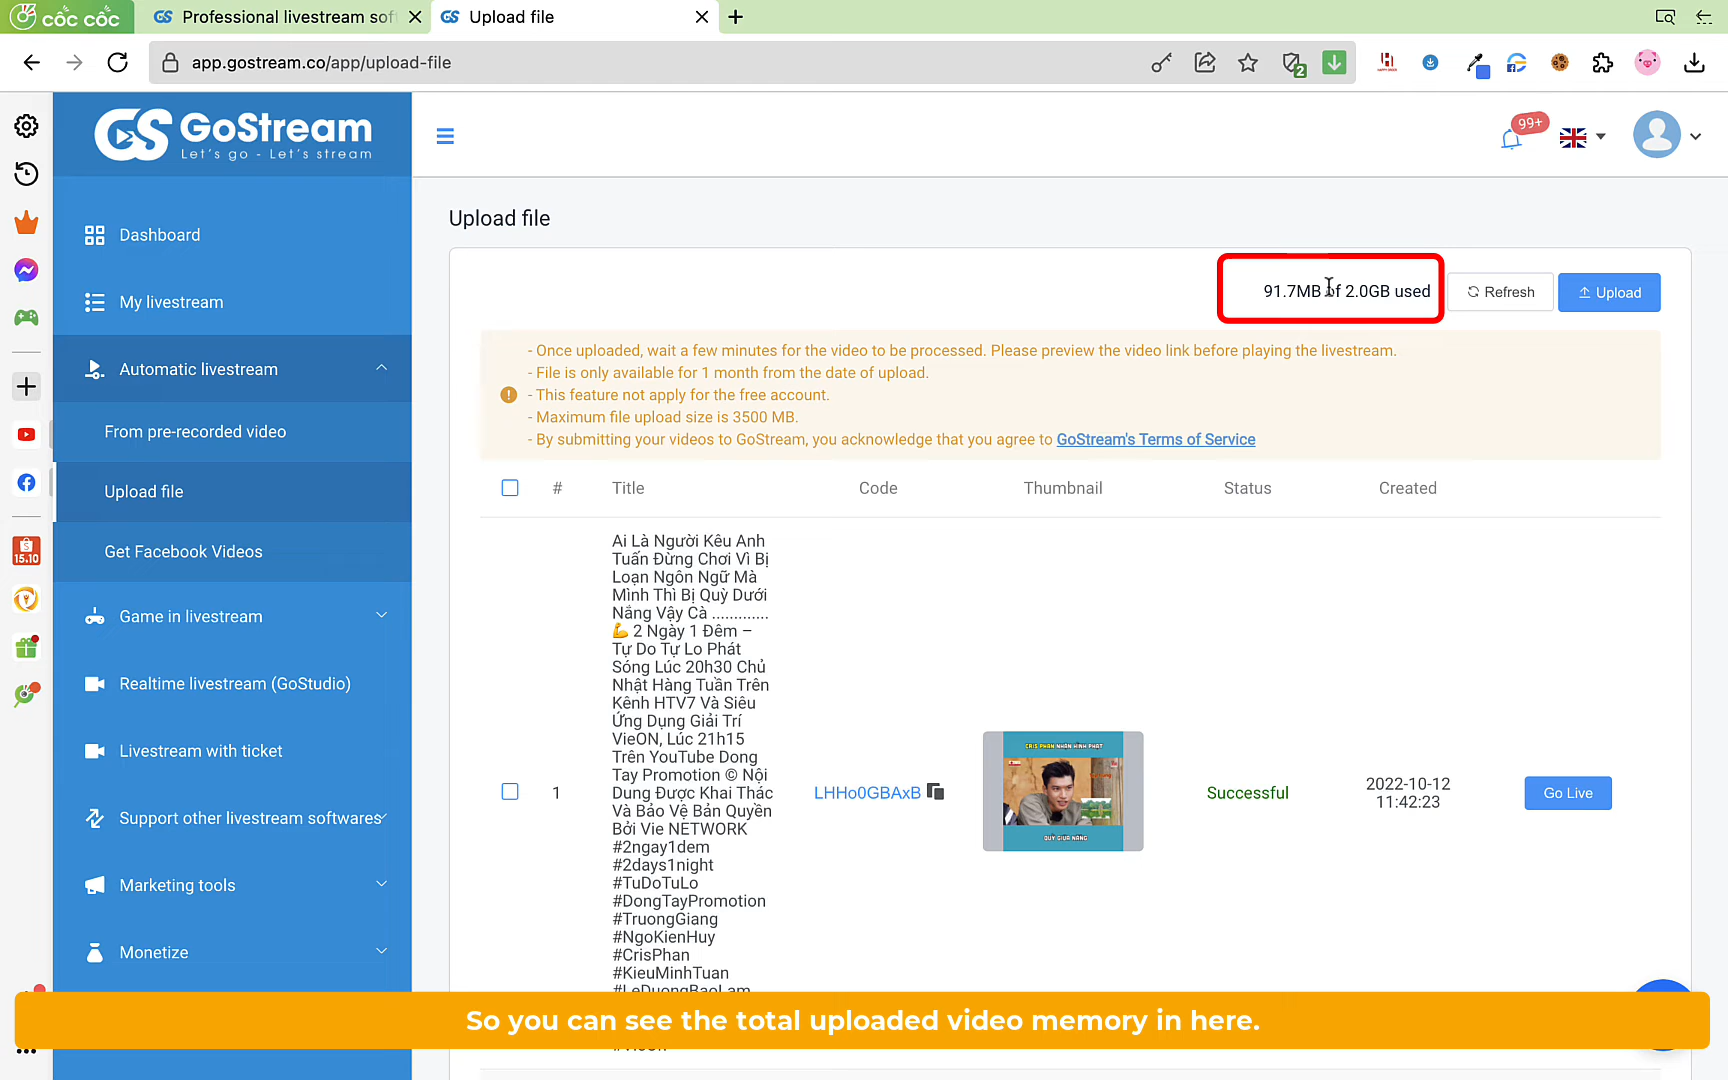 cốc cốc
Professional livestream sof
Upload file
app.gostream.co/app/upload-file
2
GoStream
Let's go - Let's stream
99+
Dashboard
My livestream
Automatic livestream
From pre-recorded video
Upload file
Get Facebook Videos
Game in livestream
Realtime livestream (GoStudio)
Livestream with ticket
Support other livestream softwares
Marketing tools
Monetize
15.10
Upload file
91.7MB of 2.0GB used
Refresh
Upload
- Once uploaded, wait a few minutes for the video to be processed. Please preview the video link before playing the livestream.
- File is only available for 1 month from the date of upload.
- This feature not apply for the free account.
- Maximum file upload size is 3500 MB.
- By submitting your videos to GoStream, you acknowledge that you agree to GoStream's Terms of Service
# Title Code Thumbnail Status Created
Ai Là Người Kêu Anh
Tuấn Đừng Chơi Vì Bị
Loạn Ngôn Ngữ Mà
Mình Thì Bị Quỳ Dưới
Nắng Vậy Cà .............
💪 2 Ngày 1 Đêm –
Tự Do Tự Lo Phát
Sóng Lúc 20h30 Chủ
Nhật Hàng Tuần Trên
Kênh HTV7 Và Siêu
Ứng Dụng Giải Trí
VieON, Lúc 21h15
Trên YouTube Dong
Tay Promotion © Nội
Dung Được Khai Thác
Và Bảo Vệ Bản Quyền
Bởi Vie NETWORK
#2ngay1dem
#2days1night
#TuDoTuLo
#DongTayPromotion
#TruongGiang
#NgoKienHuy
#CrisPhan
#KieuMinhTuan
#LeDuongBaoLam
1
LHHo0GBAxB
CRIS PHAN NHẬN HÌNH PHẠT
QUỲ GIỮA NẮNG
Successful
2022-10-12
11:42:23
Go Live
So you can see the total uploaded video memory in here.